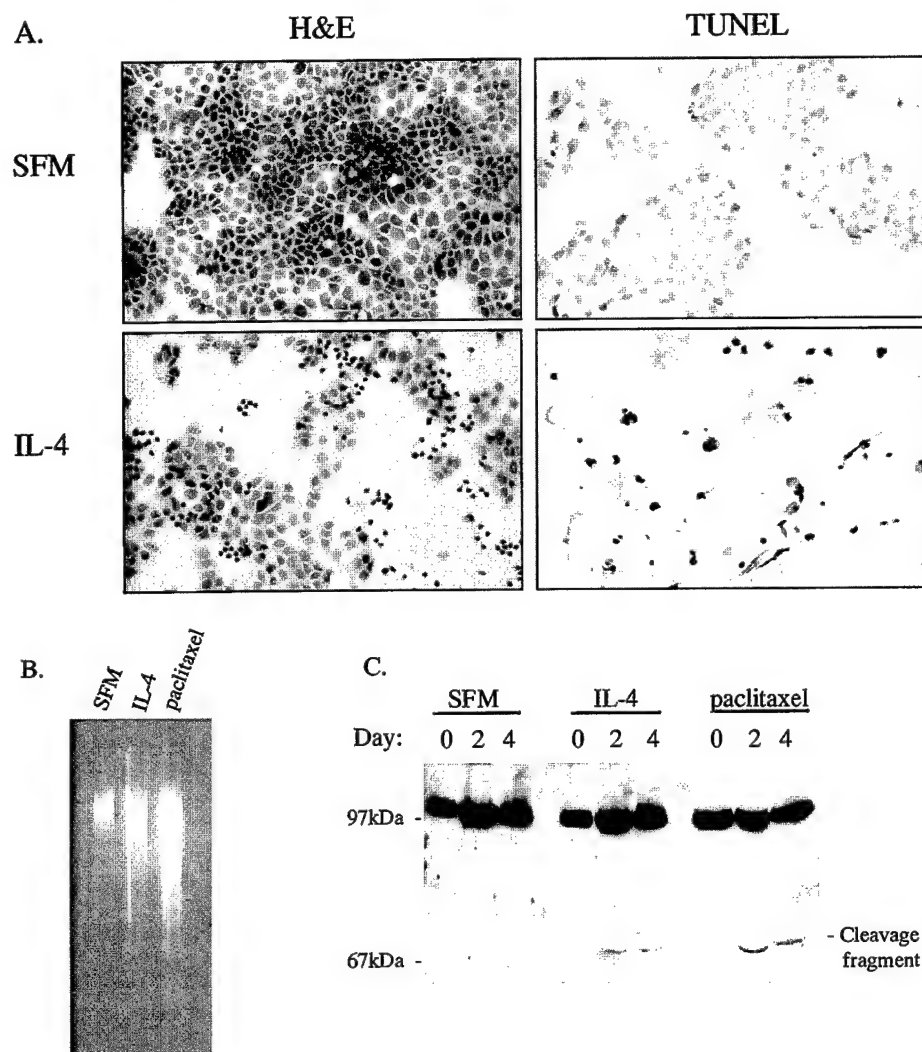 A.
H&E
TUNEL
SFM
IL-4
B.
SFM
IL-4
paclitaxel
C.
SFM
IL-4
paclitaxel
Day: 0 2 4 0 2 4 0 2 4
97kDa -
- Cleavage
fragment
67kDa -